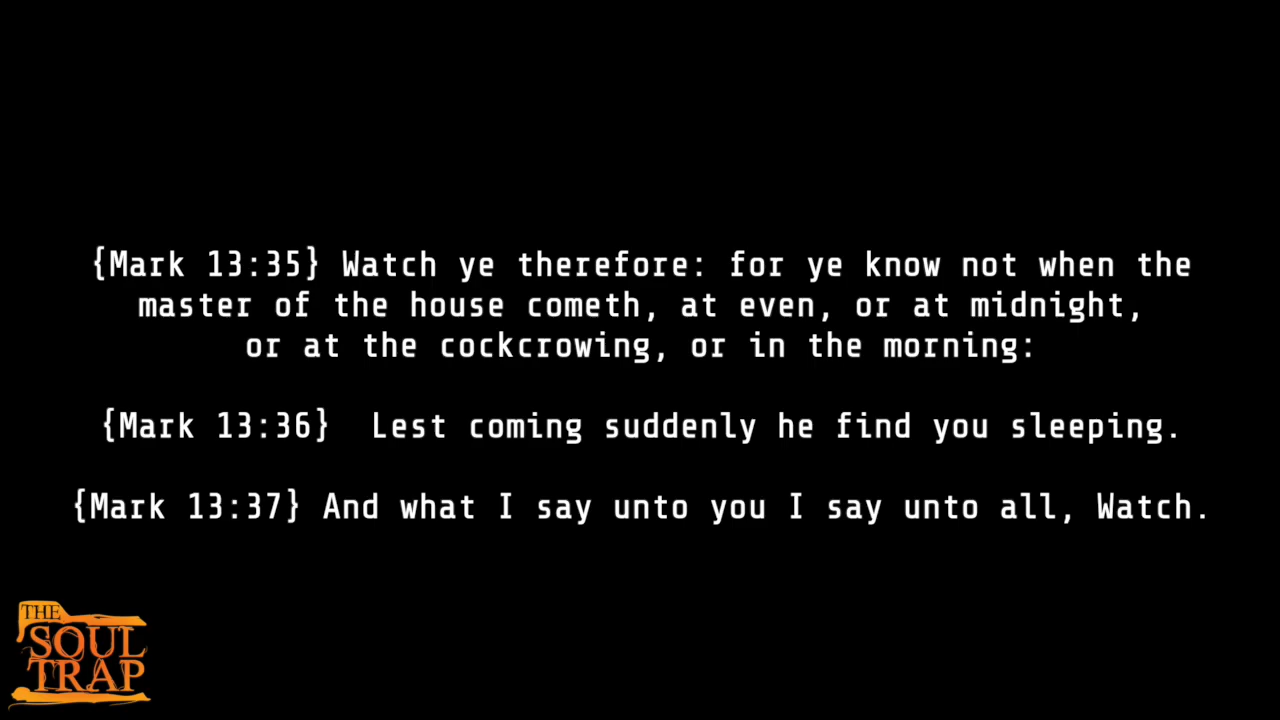 {Mark 13:35} Watch ye therefore: for ye know not when the
master of the house cometh, at even, or at midnight,
or at the cockcrowing, or in the morning:
{Mark 13:36}  Lest coming suddenly he find you sleeping.
{Mark 13:37} And what I say unto you I say unto all, Watch.
THE
SOUL
TRAP